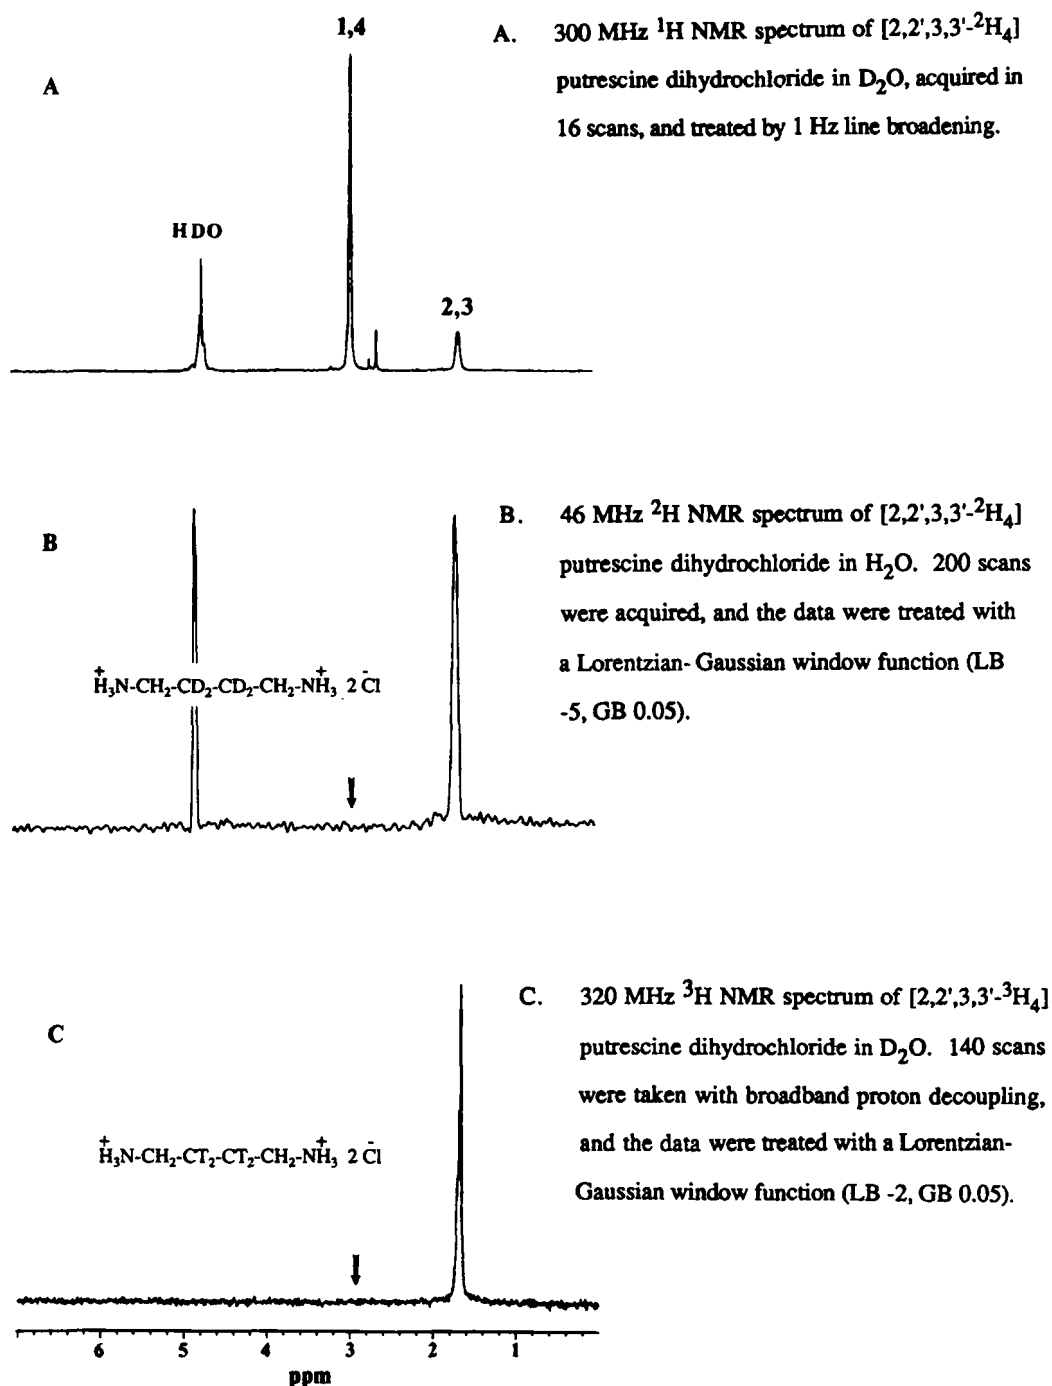 A
1,4
HDO
2,3
A. 300 MHz ¹H NMR spectrum of [2,2',3,3'-²H₄]
putrescine dihydrochloride in D₂O, acquired in
16 scans, and treated by 1 Hz line broadening.
B
H₃N⁺-CH₂-CD₂-CD₂-CH₂-NH₃⁺ 2 Cl⁻
B. 46 MHz ²H NMR spectrum of [2,2',3,3'-²H₄]
putrescine dihydrochloride in H₂O. 200 scans
were acquired, and the data were treated with
a Lorentzian- Gaussian window function (LB
-5, GB 0.05).
C
H₃N⁺-CH₂-CT₂-CT₂-CH₂-NH₃⁺ 2 Cl⁻
C. 320 MHz ³H NMR spectrum of [2,2',3,3'-³H₄]
putrescine dihydrochloride in D₂O. 140 scans
were taken with broadband proton decoupling,
and the data were treated with a Lorentzian-
Gaussian window function (LB -2, GB 0.05).
6 5 4 3 2 1
ppm